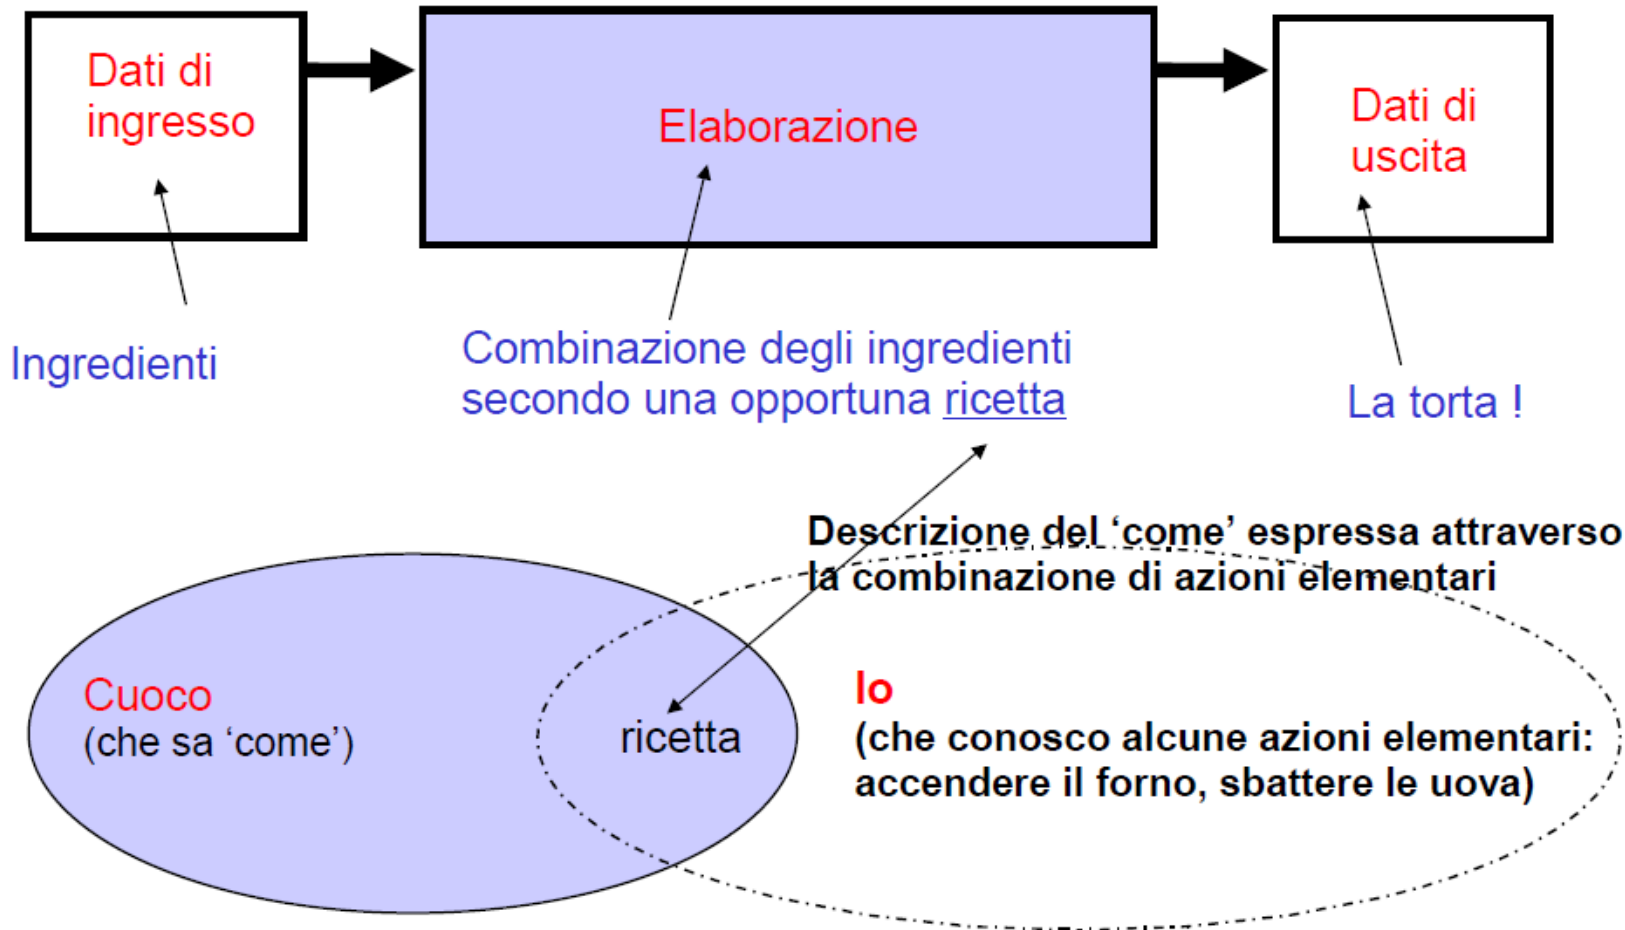 Dati di
ingresso
Elaborazione
Dati di
uscita
Ingredienti
Combinazione degli ingredienti
secondo una opportuna ricetta
La torta !
Descrizione del ‘come’ espressa attraverso
la combinazione di azioni elementari
Cuoco
(che sa ‘come’)
ricetta
Io
(che conosco alcune azioni elementari:
accendere il forno, sbattere le uova)